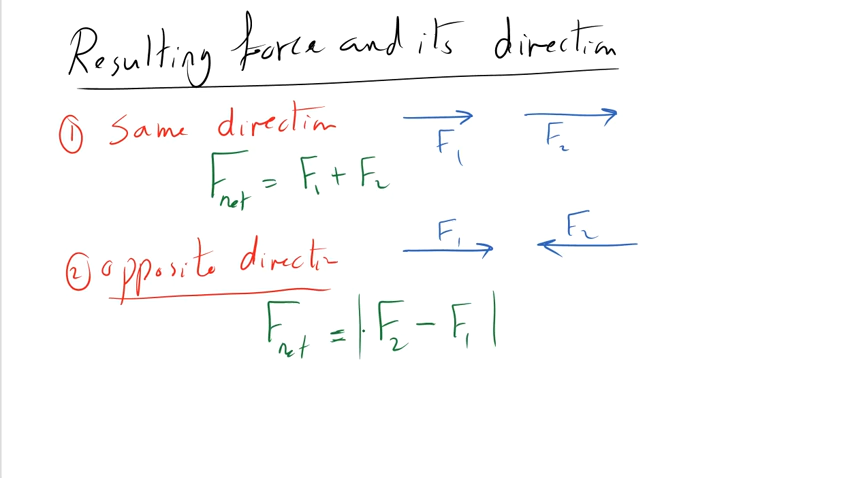 Resulting force and its direction
① Same direction F₁ F₂
Fnet = F₁ + F₂
② opposite directin F₁ F₂
Fnet = |F₂ - F₁|